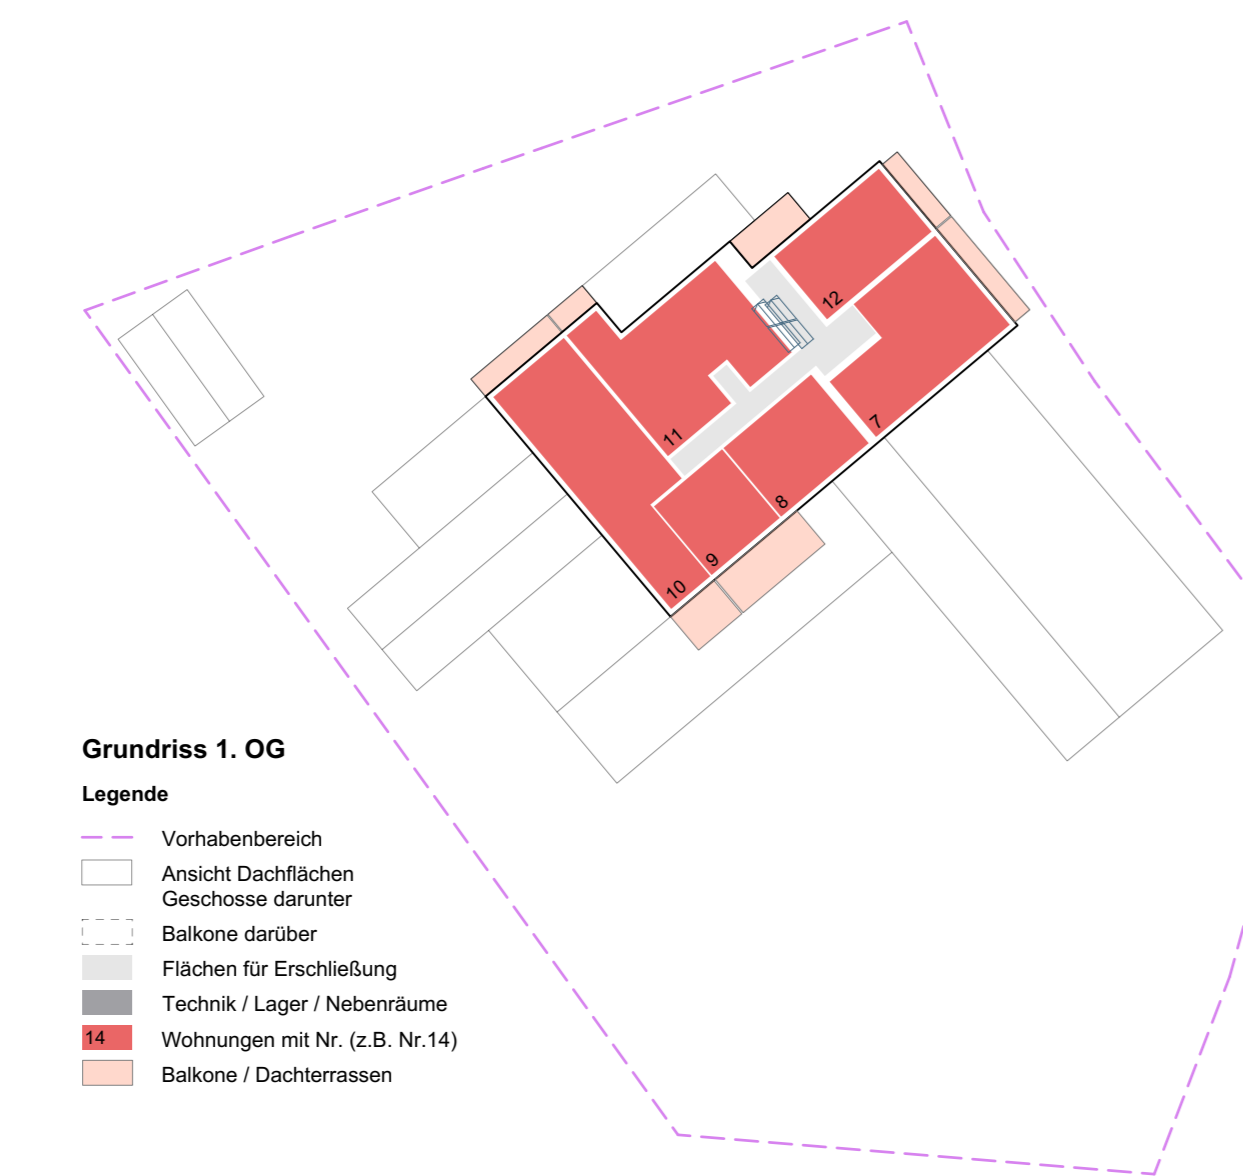 12
11
7
8
9
10
Grundriss 1. OG
Legende
Vorhabenbereich
Ansicht Dachflächen
Geschosse darunter
Balkone darüber
Flächen für Erschließung
Technik / Lager / Nebenräume
14 Wohnungen mit Nr. (z.B. Nr.14)
Balkone / Dachterrassen